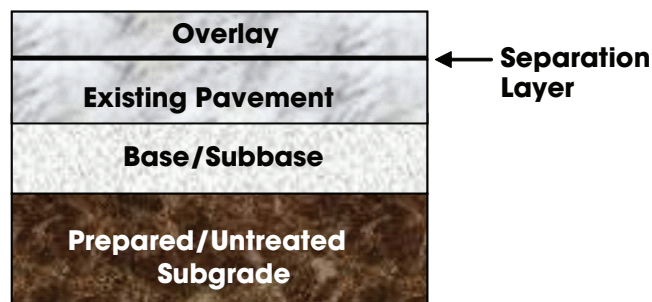 Overlay
Separation
Layer
Existing Pavement
Base/Subbase
Prepared/Untreated
Subgrade